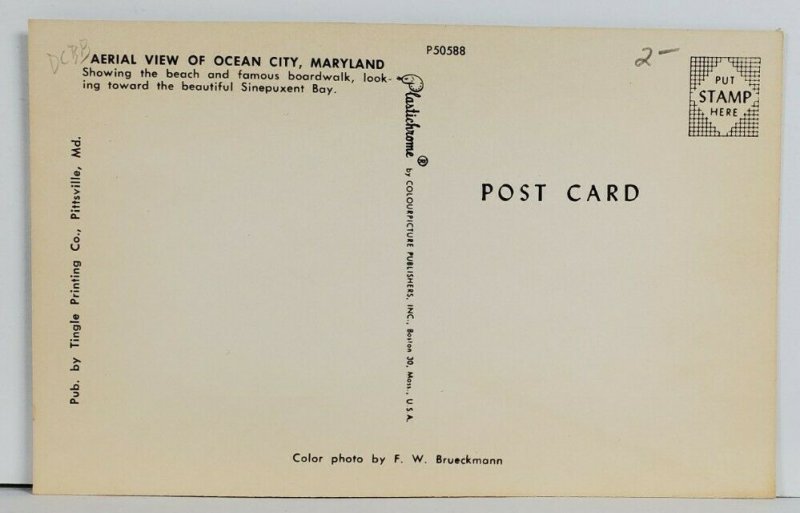 DCBB
AERIAL VIEW OF OCEAN CITY, MARYLAND
Showing the beach and famous boardwalk, look-
ing toward the beautiful Sinepuxent Bay.
P50588
2-
PUT
STAMP
HERE
Plastichrome®
by COLOURPICTURE PUBLISHERS, INC., Boston 30, Mass., U.S.A.
POST CARD
Pub. by Tingle Printing Co., Pittsville, Md.
Color photo by F. W. Brueckmann